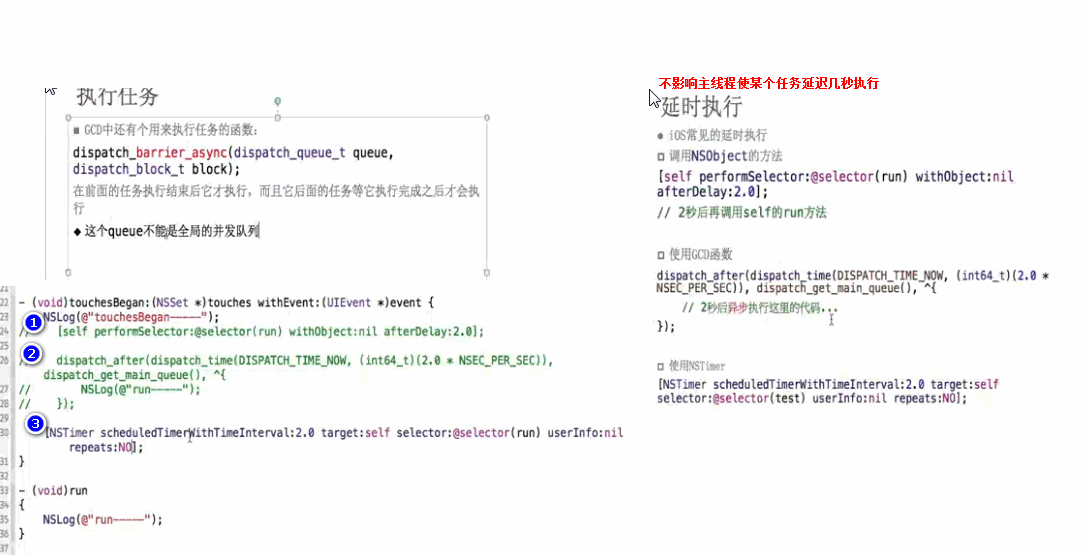 执行任务
■ GCD中还有个用来执行任务的函数:
dispatch_barrier_async(dispatch_queue_t queue,
dispatch_block_t block);
在前面的任务执行结束后它才执行，而且它后面的任务等它执行完成之后才会执
行
◆ 这个queue不能是全局的并发队列
21
22 - (void)touchesBegan:(NSSet *)touches withEvent:(UIEvent *)event {
23 NSLog(@"touchesBegan-----");
① 
24 // [self performSelector:@selector(run) withObject:nil afterDelay:2.0];
25
②
26 dispatch_after(dispatch_time(DISPATCH_TIME_NOW, (int64_t)(2.0 * NSEC_PER_SEC)),
dispatch_get_main_queue(), ^{
27 // NSLog(@"run-----");
28 // });
29
③
30 [NSTimer scheduledTimerWithTimeInterval:2.0 target:self selector:@selector(run) userInfo:nil
repeats:NO];
31 }
32
33 - (void)run
34 {
35 NSLog(@"run-----");
36 }
37
不影响主线程使某个任务延迟几秒执行
延时执行
● iOS常见的延时执行
□ 调用NSObject的方法
[self performSelector:@selector(run) withObject:nil
afterDelay:2.0];
// 2秒后再调用self的run方法
□ 使用GCD函数
dispatch_after(dispatch_time(DISPATCH_TIME_NOW, (int64_t)(2.0 *
NSEC_PER_SEC)), dispatch_get_main_queue(), ^{
// 2秒后异步执行这里的代码...
});
□ 使用NSTimer
[NSTimer scheduledTimerWithTimeInterval:2.0 target:self
selector:@selector(test) userInfo:nil repeats:NO];